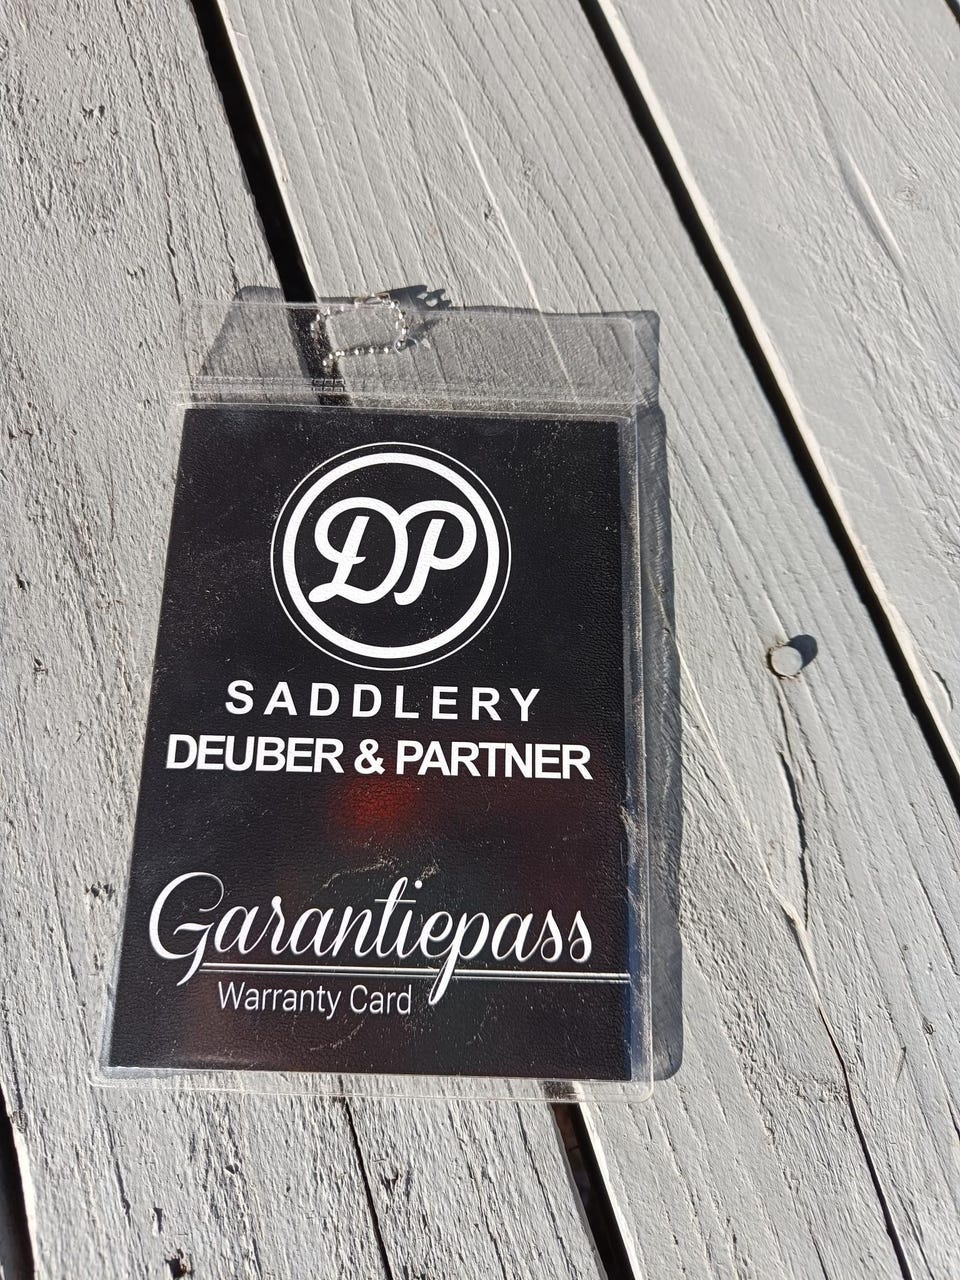 DP
SADDLERY
DEUBER & PARTNER
Garantiepass
Warranty Card